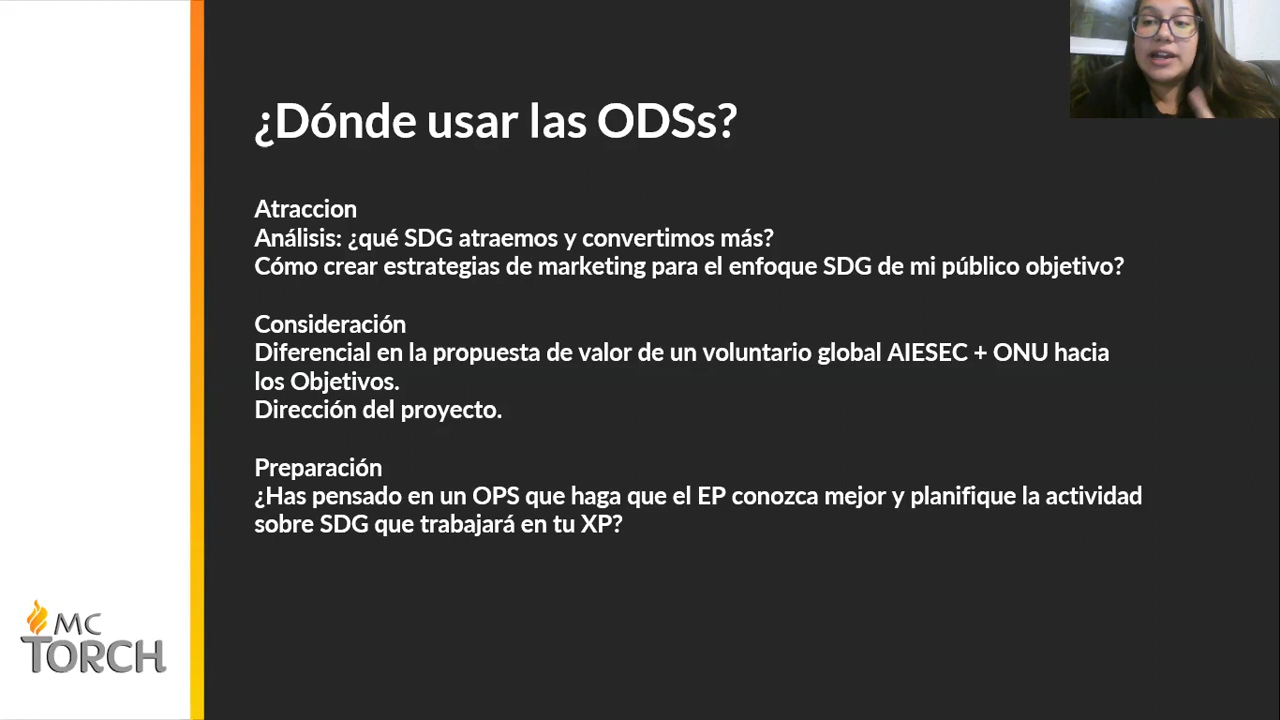 ¿Dónde usar las ODSs?
Atraccion
Análisis: ¿qué SDG atraemos y convertimos más?
Cómo crear estrategias de marketing para el enfoque SDG de mi público objetivo?
Consideración
Diferencial en la propuesta de valor de un voluntario global AIESEC + ONU hacia
los Objetivos.
Dirección del proyecto.
Preparación
¿Has pensado en un OPS que haga que el EP conozca mejor y planifique la actividad
sobre SDG que trabajará en tu XP?
MC
TORCH